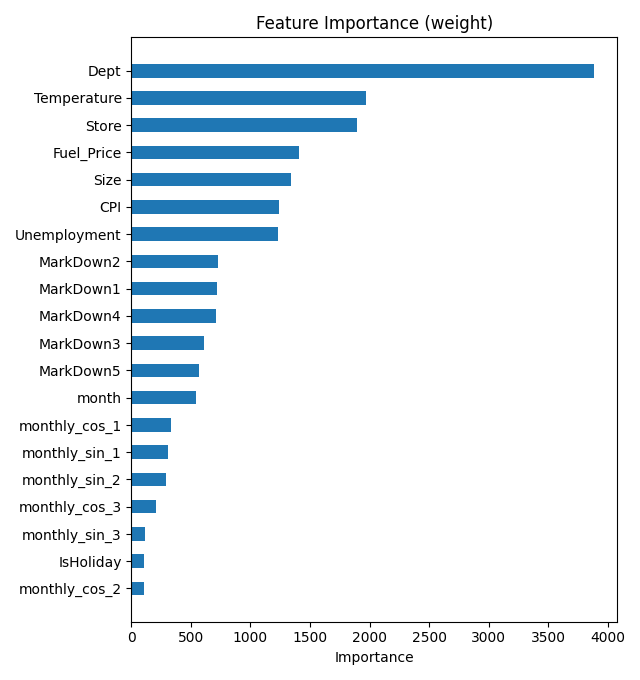 Feature Importance (weight)
Dept
Temperature
Store
Fuel_Price
Size
CPI
Unemployment
MarkDown2
MarkDown1
MarkDown4
MarkDown3
MarkDown5
month
monthly_cos_1
monthly_sin_1
monthly_sin_2
monthly_cos_3
monthly_sin_3
IsHoliday
monthly_cos_2
0 500 1000 1500 2000 2500 3000 3500 4000
Importance